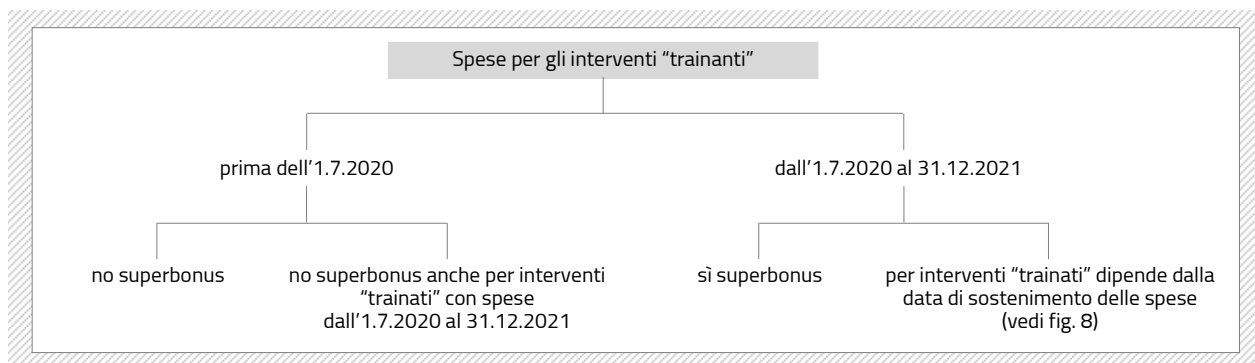 Spese per gli interventi “trainanti”
prima dell’1.7.2020
dall’1.7.2020 al 31.12.2021
no superbonus
no superbonus anche per interventi
“trainati” con spese
dall’1.7.2020 al 31.12.2021
sì superbonus
per interventi “trainati” dipende dalla
data di sostenimento delle spese
(vedi fig. 8)